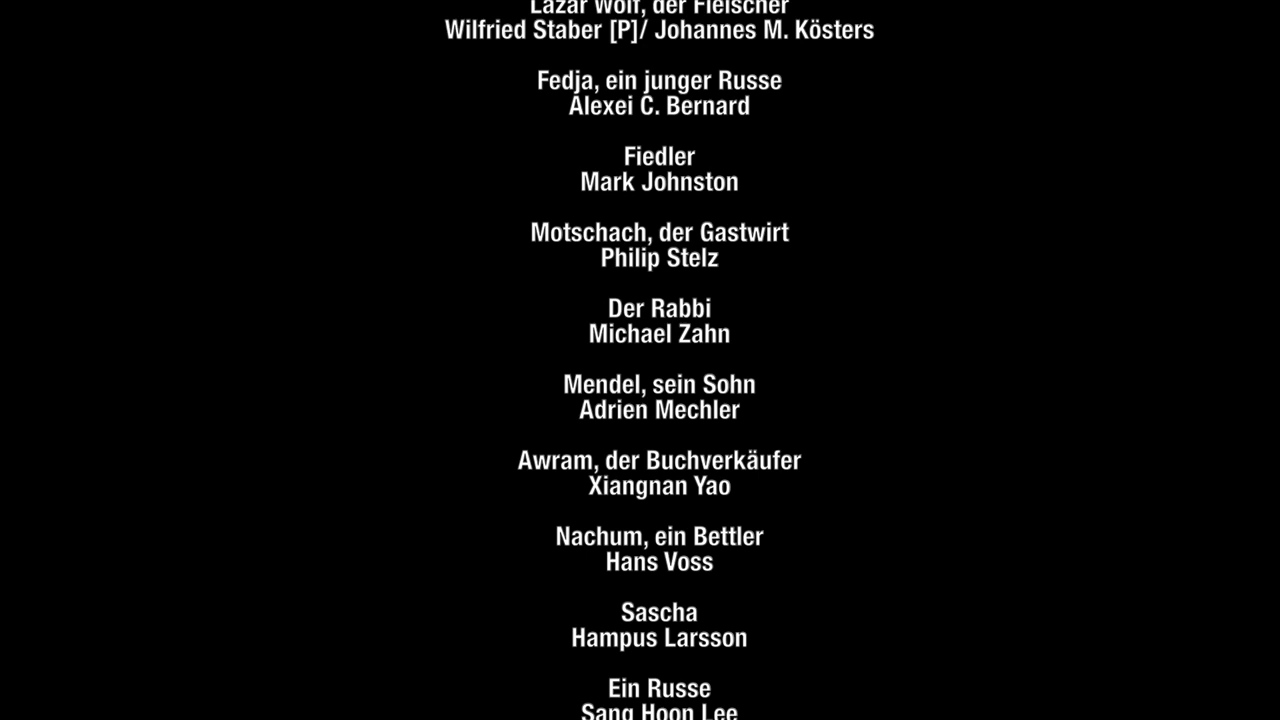 Lazar Wolf, der Fleischer
Wilfried Staber [P]/ Johannes M. Kösters
Fedja, ein junger Russe
Alexei C. Bernard
Fiedler
Mark Johnston
Motschach, der Gastwirt
Philip Stelz
Der Rabbi
Michael Zahn
Mendel, sein Sohn
Adrien Mechler
Awram, der Buchverkäufer
Xiangnan Yao
Nachum, ein Bettler
Hans Voss
Sascha
Hampus Larsson
Ein Russe
Sang Hoon Lee